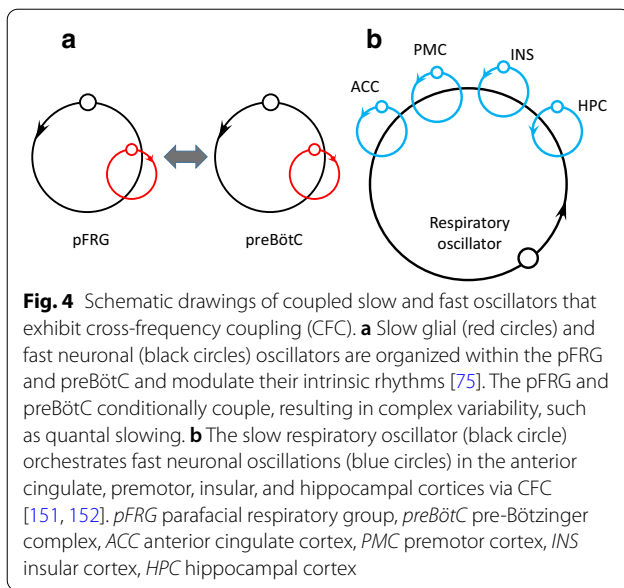 a
b
PMC
INS
ACC
HPC
pFRG
preBötC
Respiratory
oscillator
Fig. 4 Schematic drawings of coupled slow and fast oscillators that
exhibit cross-frequency coupling (CFC). a Slow glial (red circles) and
fast neuronal (black circles) oscillators are organized within the pFRG
and preBötC and modulate their intrinsic rhythms [75]. The pFRG and
preBötC conditionally couple, resulting in complex variability, such
as quantal slowing. b The slow respiratory oscillator (black circle)
orchestrates fast neuronal oscillations (blue circles) in the anterior
cingulate, premotor, insular, and hippocampal cortices via CFC
[151, 152]. pFRG parafacial respiratory group, preBötC pre-Bötzinger
complex, ACC anterior cingulate cortex, PMC premotor cortex, INS
insular cortex, HPC hippocampal cortex